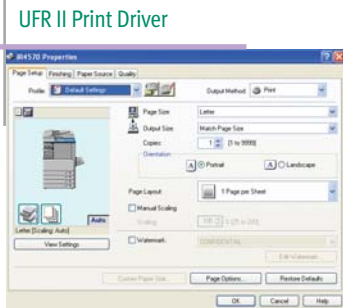 UFR II Print Driver
iR4570 Properties
Page Setup Finishing Paper Source Quality
Profile: Default Settings Output Method: Print
Page Size: Letter
Output Size: Match Page Size
Copies: 1 [1 to 9999]
Orientation
A Portrait A Landscape
Page Layout: 1 Page per Sheet
Manual Scaling
Auto
Scaling: 100
Letter [Scaling: Auto]
View Settings
Watermark: CONFIDENTIAL
Edit Watermark...
Custom Paper Size... Page Options... Restore Defaults
OK Cancel Help